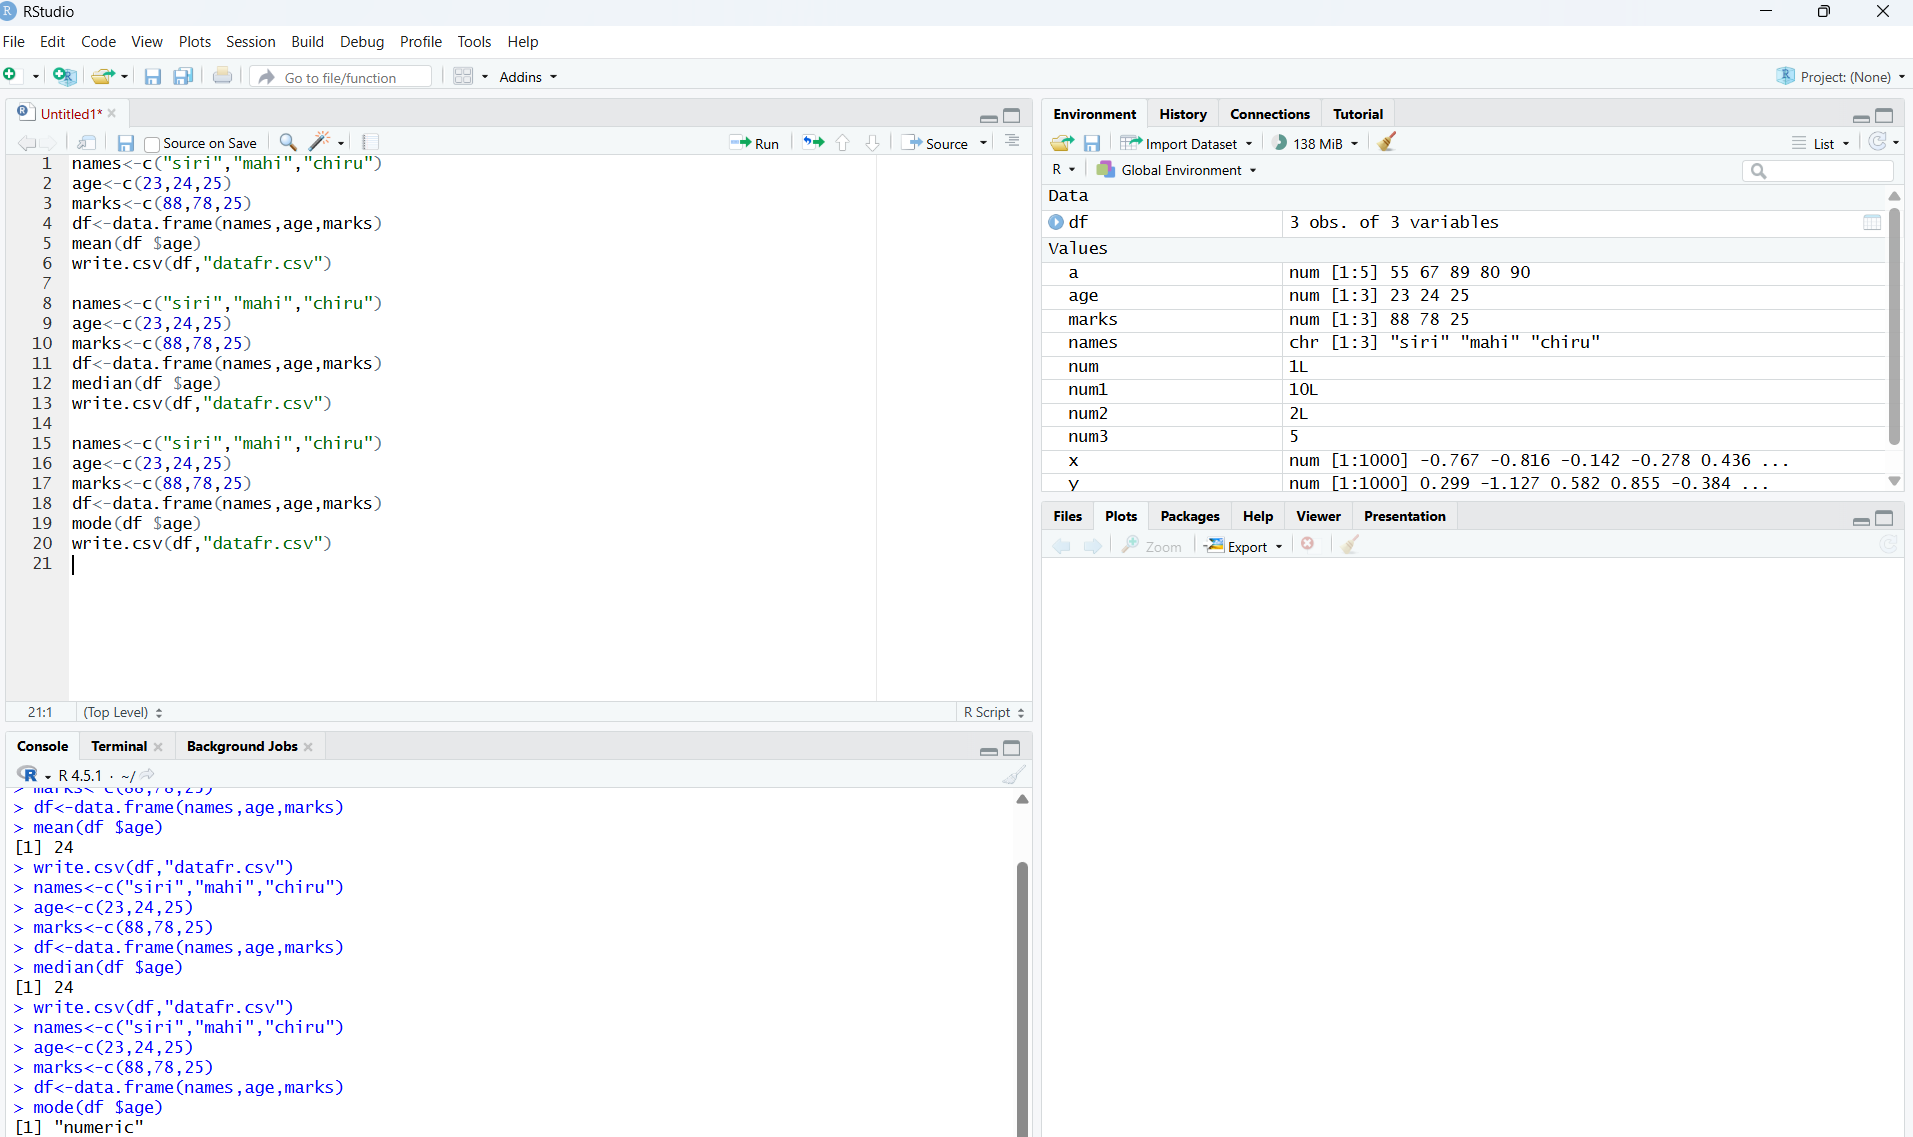 RStudio
File Edit Code View Plots Session Build Debug Profile Tools Help
Go to file/function Addins Project: (None)
Untitled1*
Source on Save Run Source
1 names<-c("siri","mahi","chiru")
2 age<-c(23,24,25)
3 marks<-c(88,78,25)
4 df<-data.frame(names,age,marks)
5 mean(df $age)
6 write.csv(df,"datafr.csv")
7
8 names<-c("siri","mahi","chiru")
9 age<-c(23,24,25)
10 marks<-c(88,78,25)
11 df<-data.frame(names,age,marks)
12 median(df $age)
13 write.csv(df,"datafr.csv")
14
15 names<-c("siri","mahi","chiru")
16 age<-c(23,24,25)
17 marks<-c(88,78,25)
18 df<-data.frame(names,age,marks)
19 mode(df $age)
20 write.csv(df,"datafr.csv")
21
21:1 (Top Level) R Script
Console Terminal Background Jobs
R 4.5.1 · ~/
> marks<-c(88,78,25)
> df<-data.frame(names,age,marks)
> mean(df $age)
[1] 24
> write.csv(df,"datafr.csv")
> names<-c("siri","mahi","chiru")
> age<-c(23,24,25)
> marks<-c(88,78,25)
> df<-data.frame(names,age,marks)
> median(df $age)
[1] 24
> write.csv(df,"datafr.csv")
> names<-c("siri","mahi","chiru")
> age<-c(23,24,25)
> marks<-c(88,78,25)
> df<-data.frame(names,age,marks)
> mode(df $age)
[1] "numeric"
Environment History Connections Tutorial
Import Dataset 138 MiB List
R Global Environment
Data
df 3 obs. of 3 variables
Values
a num [1:5] 55 67 89 80 90
age num [1:3] 23 24 25
marks num [1:3] 88 78 25
names chr [1:3] "siri" "mahi" "chiru"
num 1L
num1 10L
num2 2L
num3 5
x num [1:1000] -0.767 -0.816 -0.142 -0.278 0.436 ...
y num [1:1000] 0.299 -1.127 0.582 0.855 -0.384 ...
Files Plots Packages Help Viewer Presentation
Zoom Export